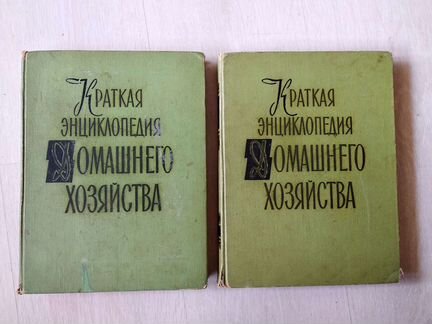 Краткая
энциклопедия
Домашнего
хозяйства
Краткая
энциклопедия
Домашнего
хозяйства